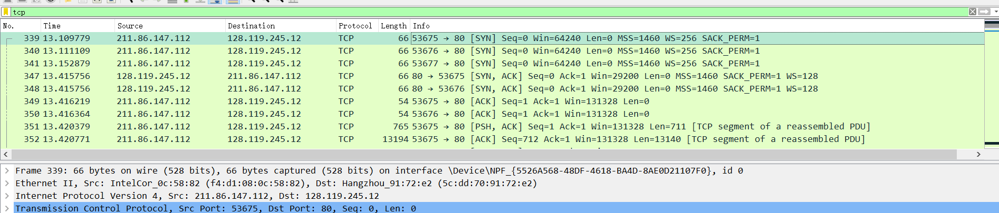 tcp
No. Time Source Destination Protocol Length Info
339 13.109779 211.86.147.112 128.119.245.12 TCP 66 53675 → 80 [SYN] Seq=0 Win=64240 Len=0 MSS=1460 WS=256 SACK_PERM=1
340 13.111109 211.86.147.112 128.119.245.12 TCP 66 53676 → 80 [SYN] Seq=0 Win=64240 Len=0 MSS=1460 WS=256 SACK_PERM=1
341 13.152879 211.86.147.112 128.119.245.12 TCP 66 53677 → 80 [SYN] Seq=0 Win=64240 Len=0 MSS=1460 WS=256 SACK_PERM=1
347 13.415756 128.119.245.12 211.86.147.112 TCP 66 80 → 53675 [SYN, ACK] Seq=0 Ack=1 Win=29200 Len=0 MSS=1460 SACK_PERM=1 WS=128
348 13.415756 128.119.245.12 211.86.147.112 TCP 66 80 → 53676 [SYN, ACK] Seq=0 Ack=1 Win=29200 Len=0 MSS=1460 SACK_PERM=1 WS=128
349 13.416219 211.86.147.112 128.119.245.12 TCP 54 53675 → 80 [ACK] Seq=1 Ack=1 Win=131328 Len=0
350 13.416364 211.86.147.112 128.119.245.12 TCP 54 53676 → 80 [ACK] Seq=1 Ack=1 Win=131328 Len=0
351 13.420379 211.86.147.112 128.119.245.12 TCP 765 53675 → 80 [PSH, ACK] Seq=1 Ack=1 Win=131328 Len=711 [TCP segment of a reassembled PDU]
352 13.420771 211.86.147.112 128.119.245.12 TCP 13194 53675 → 80 [ACK] Seq=712 Ack=1 Win=131328 Len=13140 [TCP segment of a reassembled PDU]
Frame 339: 66 bytes on wire (528 bits), 66 bytes captured (528 bits) on interface \Device\NPF_{5526A568-48DF-4618-BA4D-8AE0D21107F0}, id 0
Ethernet II, Src: IntelCor_0c:58:82 (f4:d1:08:0c:58:82), Dst: Hangzhou_91:72:e2 (5c:dd:70:91:72:e2)
Internet Protocol Version 4, Src: 211.86.147.112, Dst: 128.119.245.12
Transmission Control Protocol, Src Port: 53675, Dst Port: 80, Seq: 0, Len: 0